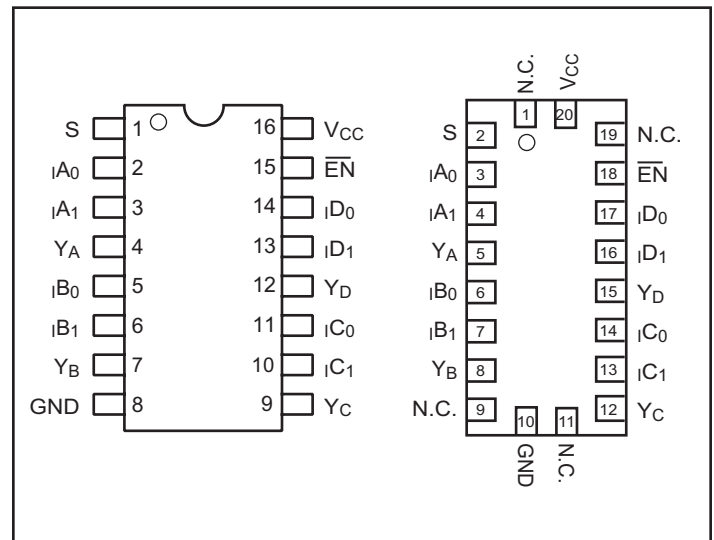 S 1 16 VCC
IA0 2 15 EN
IA1 3 14 ID0
YA 4 13 ID1
IB0 5 12 YD
IB1 6 11 IC0
YB 7 10 IC1
GND 8 9 YC
N.C. VCC
1 20
S 2 19 N.C.
IA0 3 18 EN
IA1 4 17 ID0
YA 5 16 ID1
IB0 6 15 YD
IB1 7 14 IC0
YB 8 13 IC1
N.C. 9 12 YC
10 11
GND N.C.